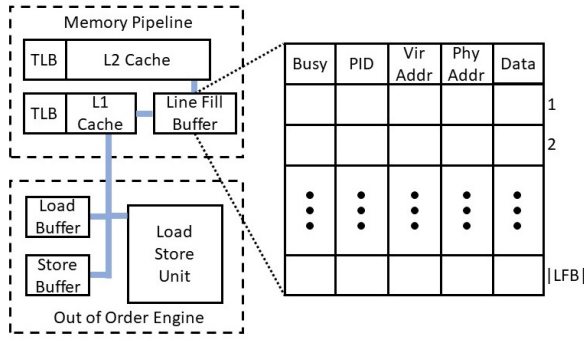 Memory Pipeline
TLB
L2 Cache
TLB
L1
Cache
Line Fill
Buffer
Load
Buffer
Store
Buffer
Load
Store
Unit
Out of Order Engine
Busy
PID
Vir
Addr
Phy
Addr
Data
1
2
|LFB|